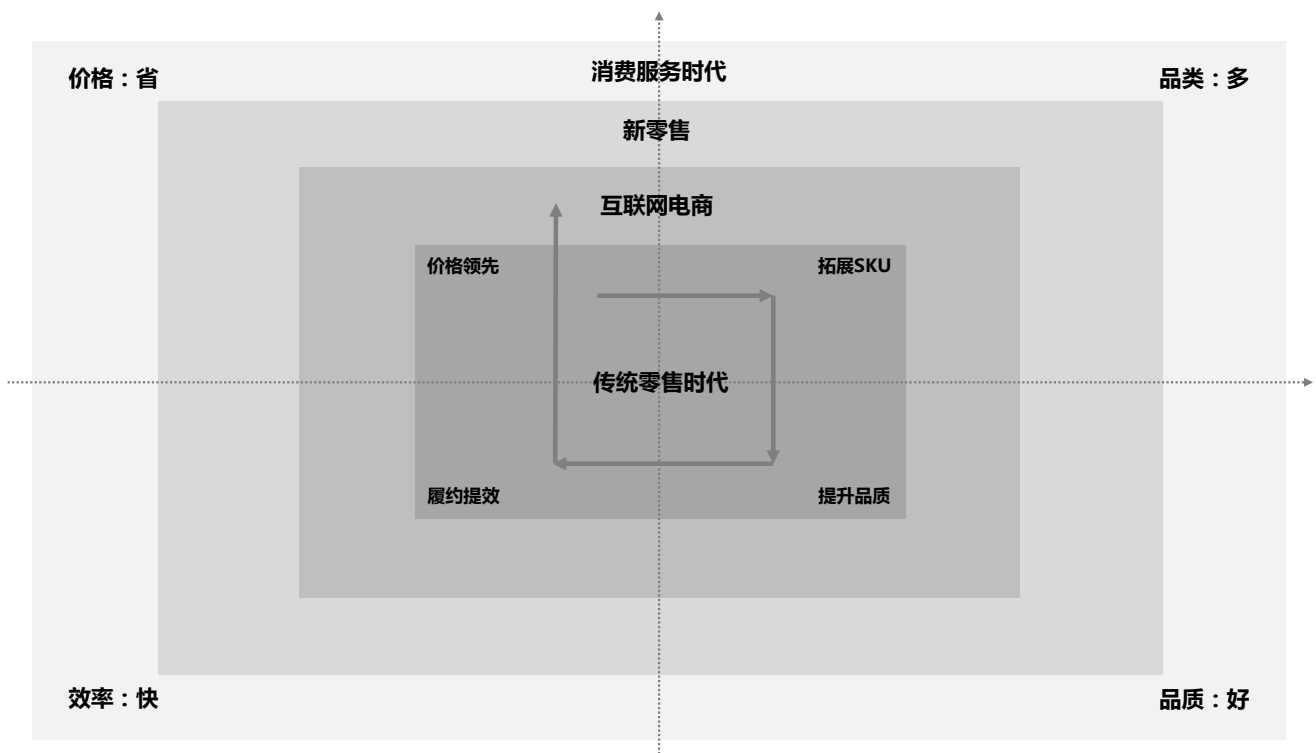 消费服务时代
价格：省
品类：多
新零售
互联网电商
价格领先
拓展SKU
传统零售时代
履约提效
提升品质
效率：快
品质：好